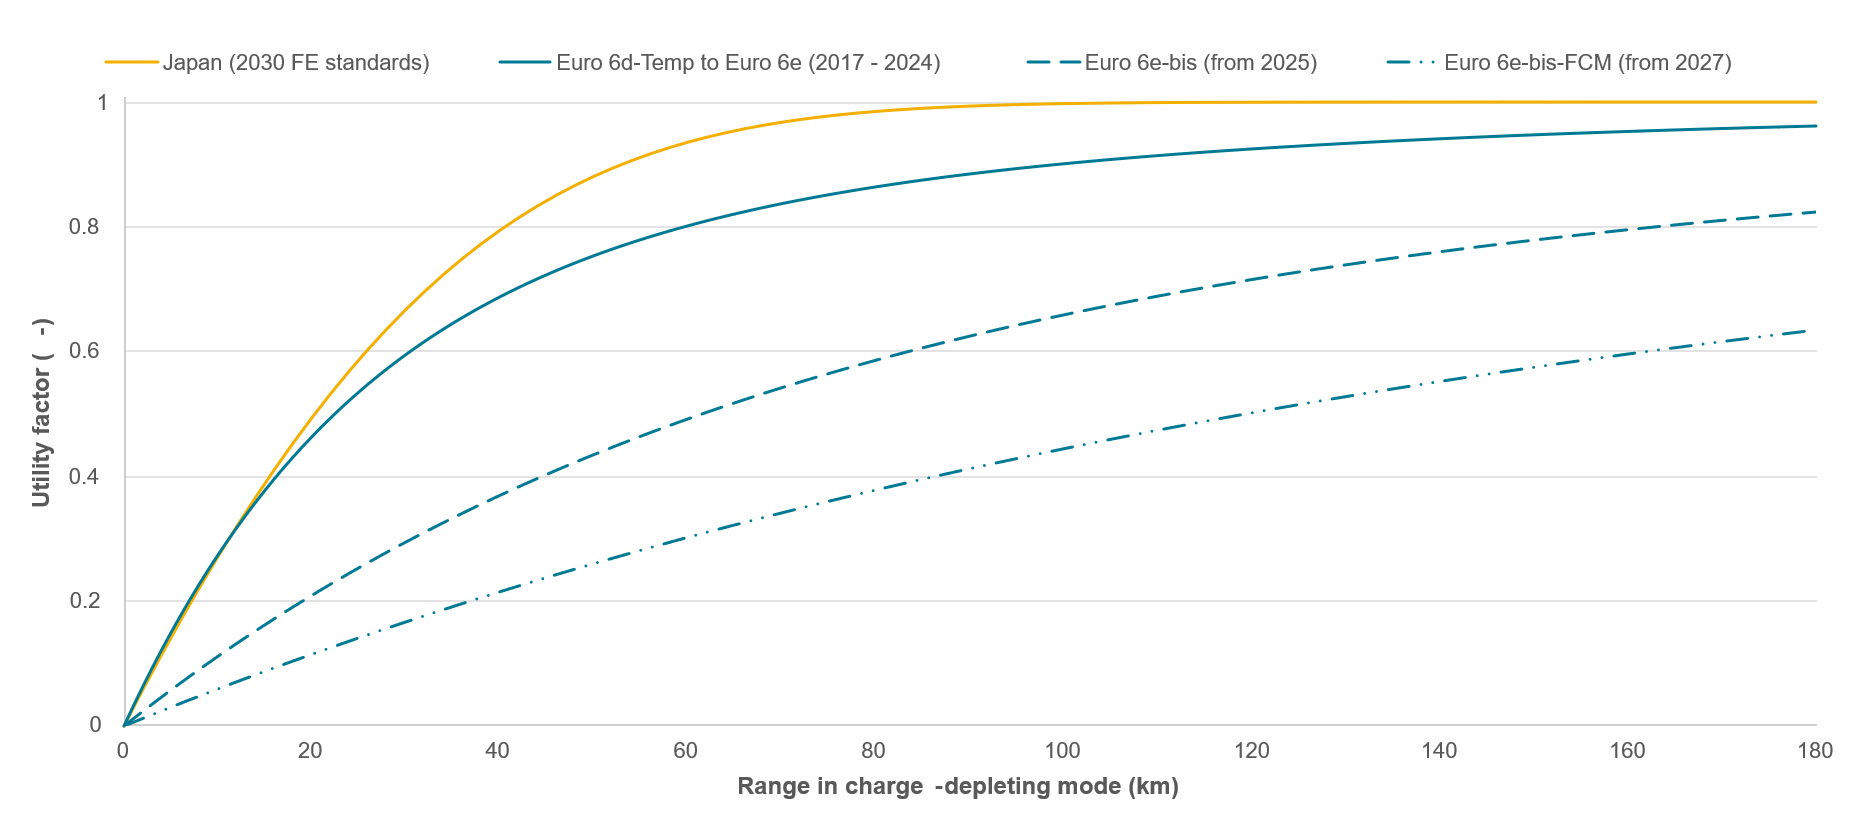 Japan (2030 FE standards) Euro 6d-Temp to Euro 6e (2017 - 2024) Euro 6e-bis (from 2025) Euro 6e-bis-FCM (from 2027)
1
0.8
0.6
0.4
0.2
0
Utility factor ( -)
0 20 40 60 80 100 120 140 160 180
Range in charge -depleting mode (km)